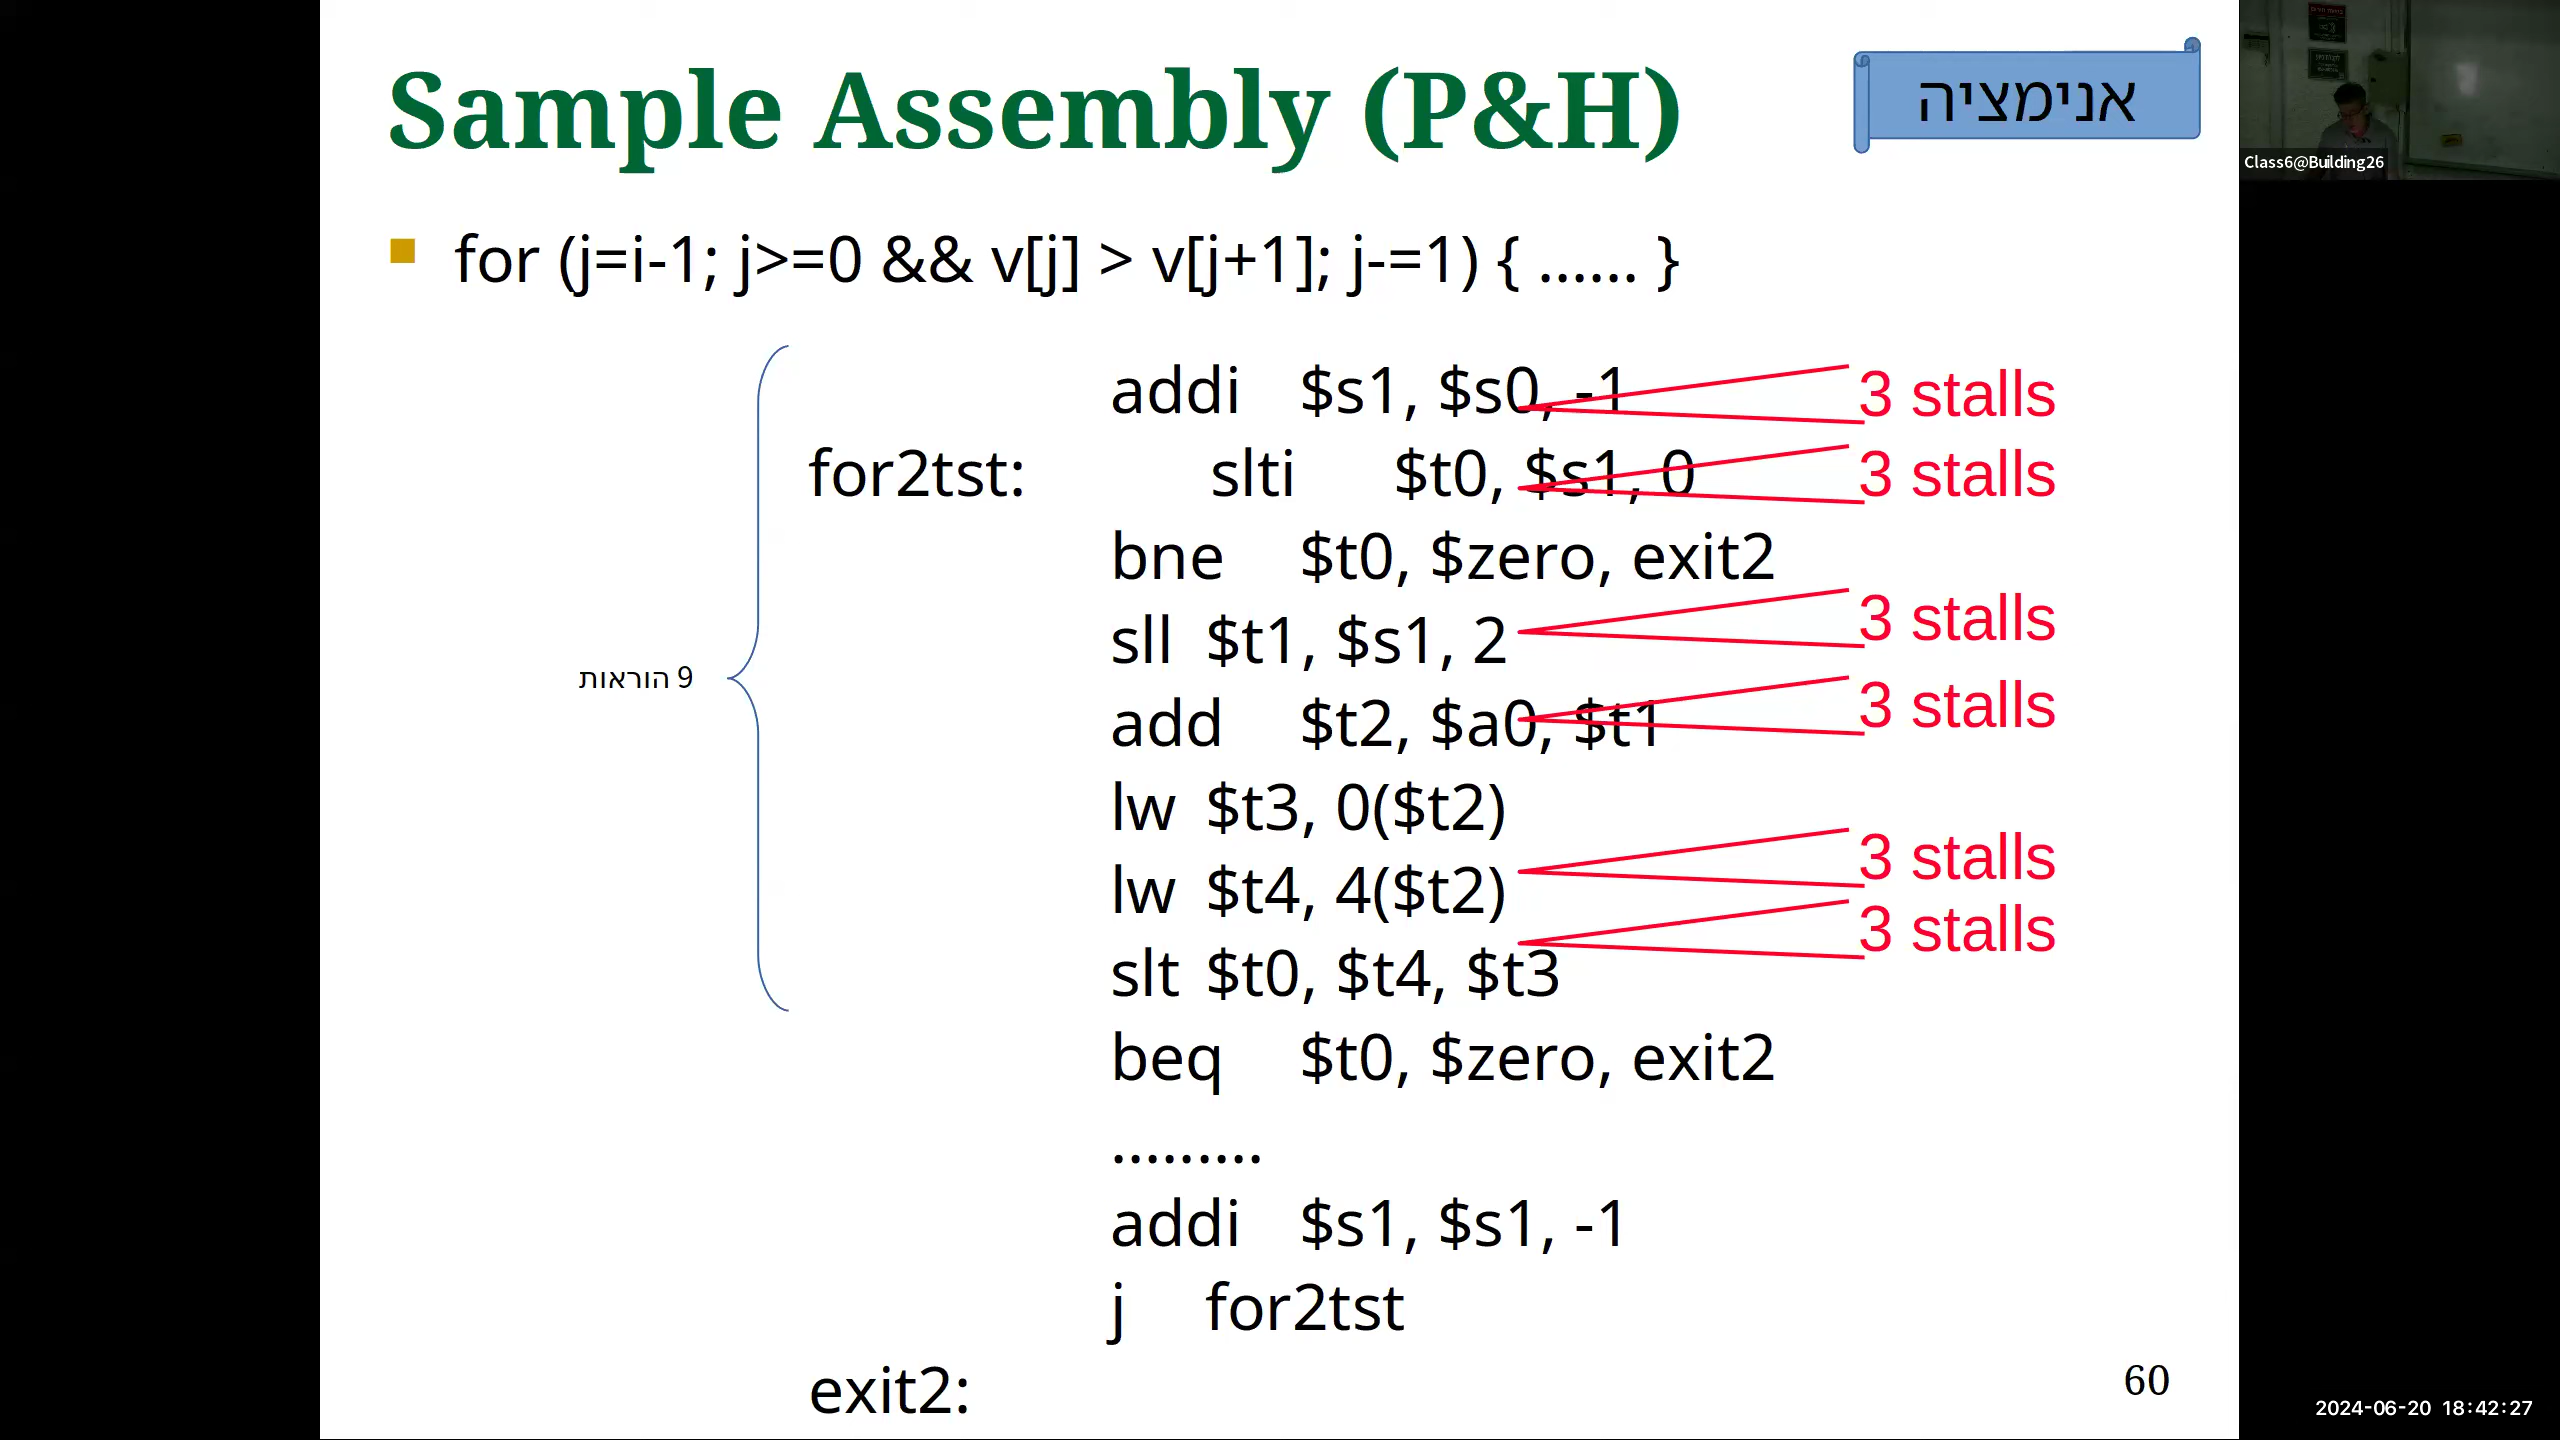 Sample Assembly (P&H)
אנימציה
Class6@Building26
for (j=i-1; j>=0 && v[j] > v[j+1]; j-=1) { ...... }
addi $s1, $s0, -1
3 stalls
for2tst: slti $t0, $s1, 0
3 stalls
bne $t0, $zero, exit2
sll $t1, $s1, 2
3 stalls
9 הוראות
add $t2, $a0, $t1
3 stalls
lw $t3, 0($t2)
lw $t4, 4($t2)
3 stalls
slt $t0, $t4, $t3
3 stalls
beq $t0, $zero, exit2
.........
addi $s1, $s1, -1
j for2tst
exit2:
60
2024-06-20 18:42:27